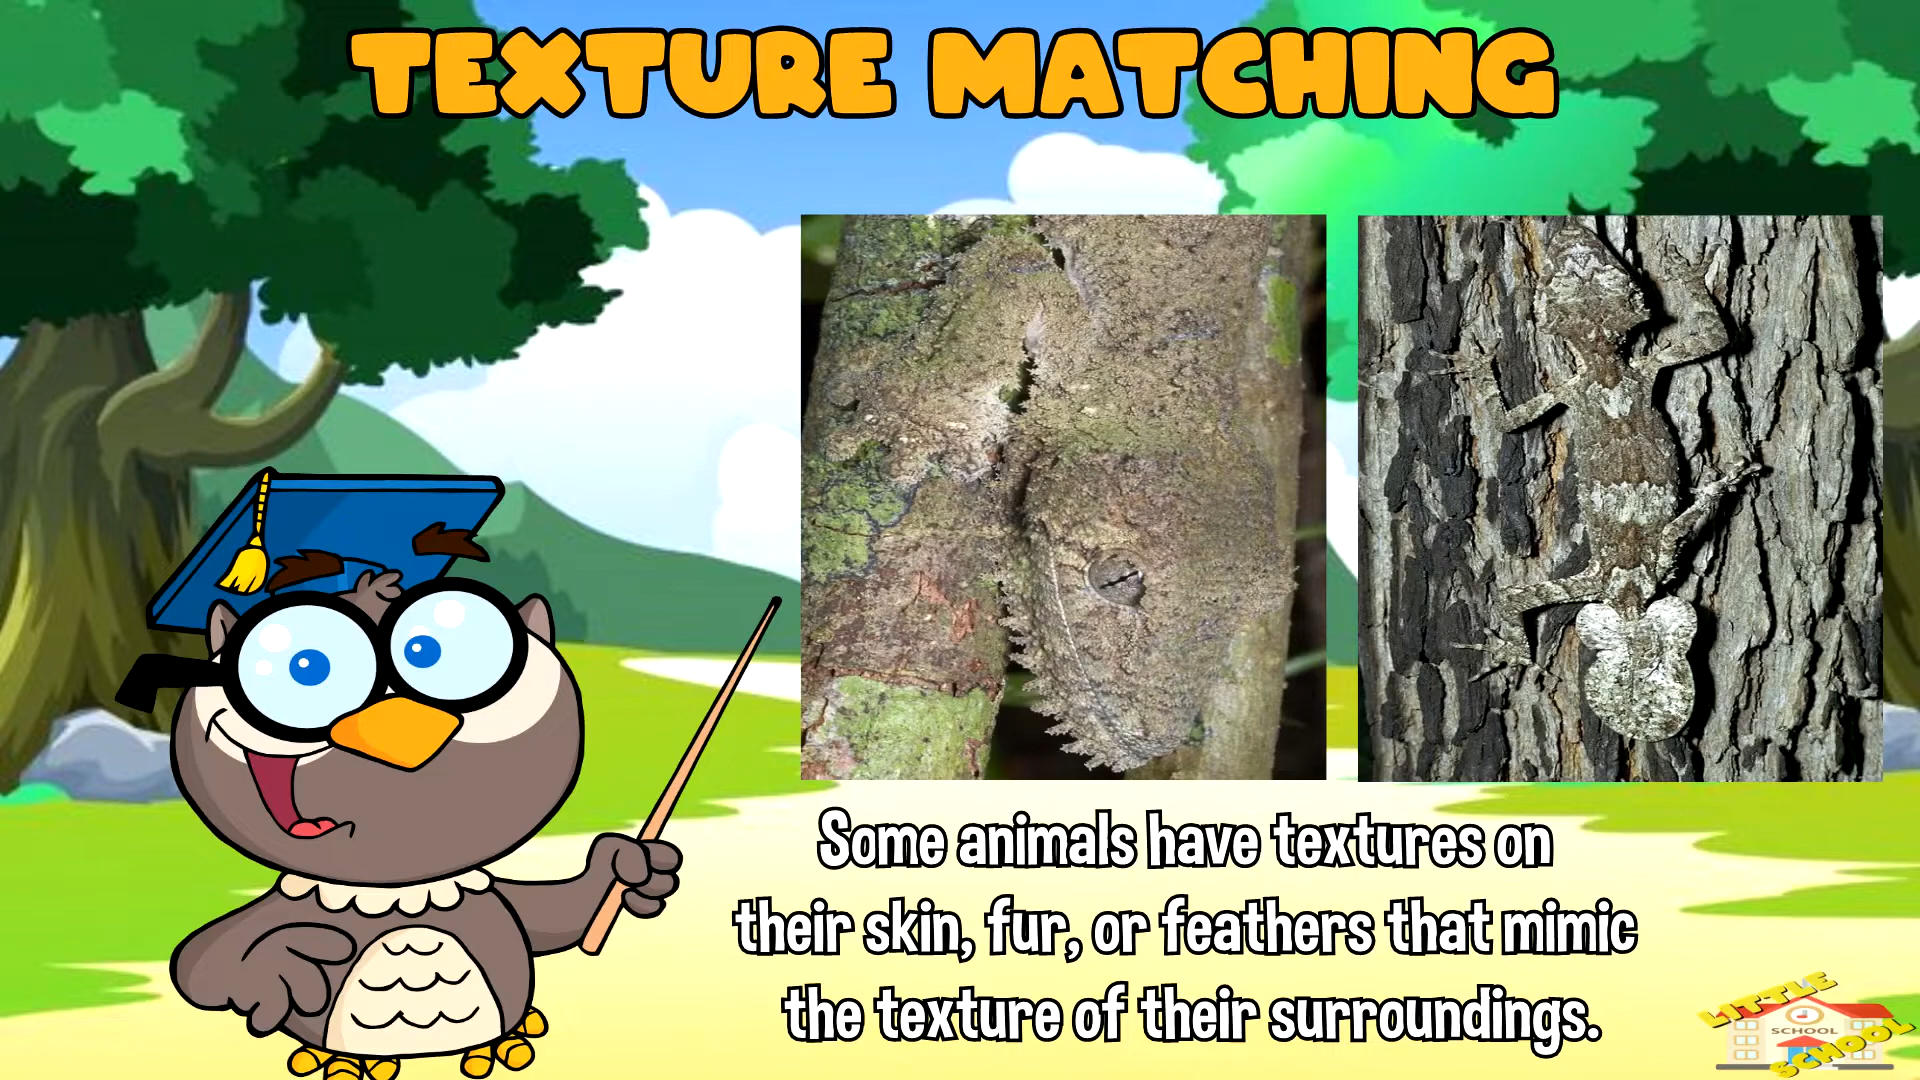 TEXTURE MATCHING
Some animals have textures on
their skin, fur, or feathers that mimic
the texture of their surroundings.
LITTLE
SCHOOL
SCHOOL